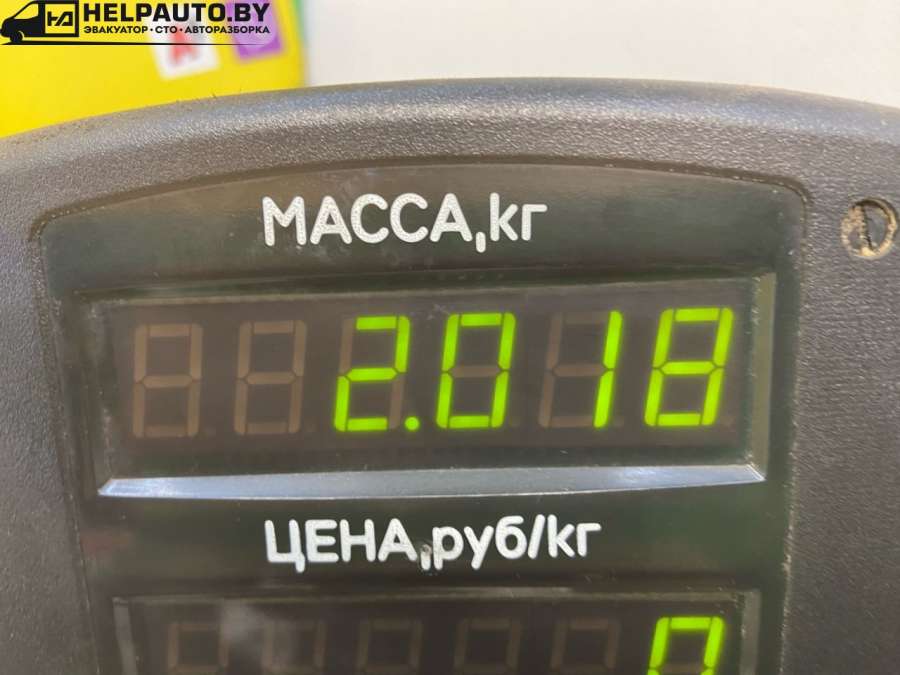 HELPAUTO.BY
ЭВАКУАТОР • СТО • АВТОРАЗБОРКА
МАССА,кг
2.018
ЦЕНА,руб/кг
0